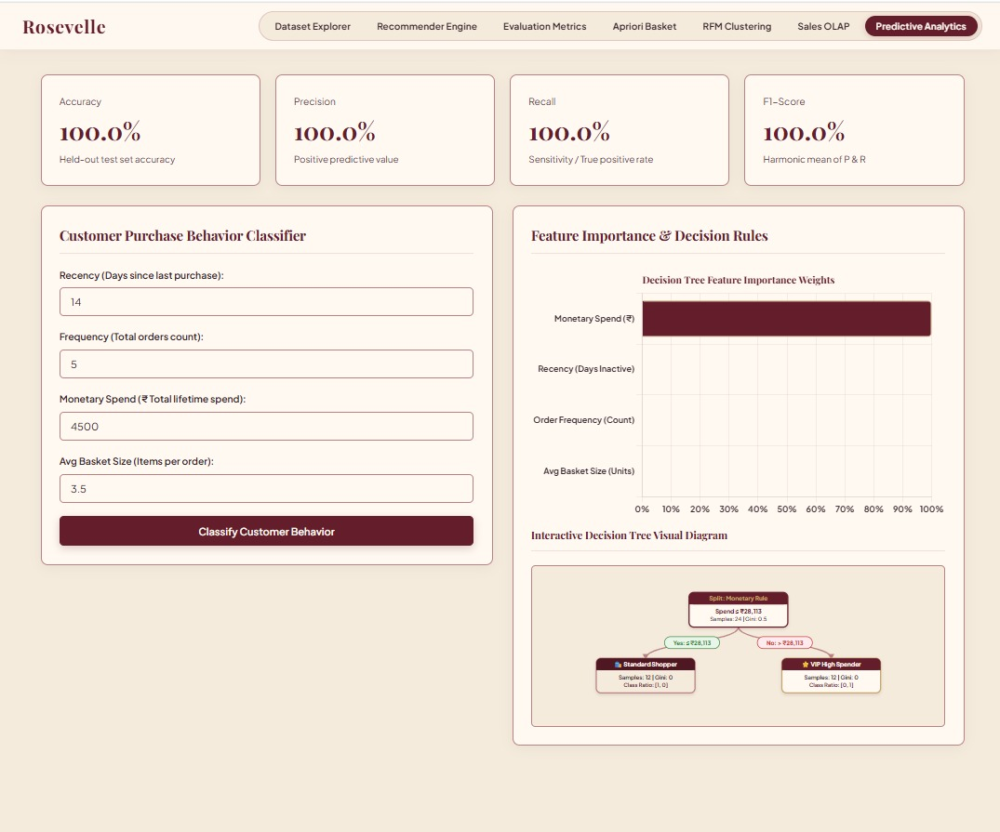 Rosevelle
Dataset Explorer
Recommender Engine
Evaluation Metrics
Apriori Basket
RFM Clustering
Sales OLAP
Predictive Analytics
Accuracy
100.0%
Held-out test set accuracy
Precision
100.0%
Positive predictive value
Recall
100.0%
Sensitivity / True positive rate
F1-Score
100.0%
Harmonic mean of P & R
Customer Purchase Behavior Classifier
Recency (Days since last purchase):
14
Frequency (Total orders count):
5
Monetary Spend (₹ Total lifetime spend):
4500
Avg Basket Size (Items per order):
3.5
Classify Customer Behavior
Feature Importance & Decision Rules
Decision Tree Feature Importance Weights
Monetary Spend (₹)
Recency (Days Inactive)
Order Frequency (Count)
Avg Basket Size (Units)
0% 10% 20% 30% 40% 50% 60% 70% 80% 90% 100%
Interactive Decision Tree Visual Diagram
Split: Monetary Rule
Spend ≤ ₹28,113
Samples: 24 | Gini: 0.5
Yes: ≤ ₹28,113
No: > ₹28,113
Standard Shopper
Samples: 12 | Gini: 0
Class Ratio: [1, 0]
VIP High Spender
Samples: 12 | Gini: 0
Class Ratio: [0, 1]